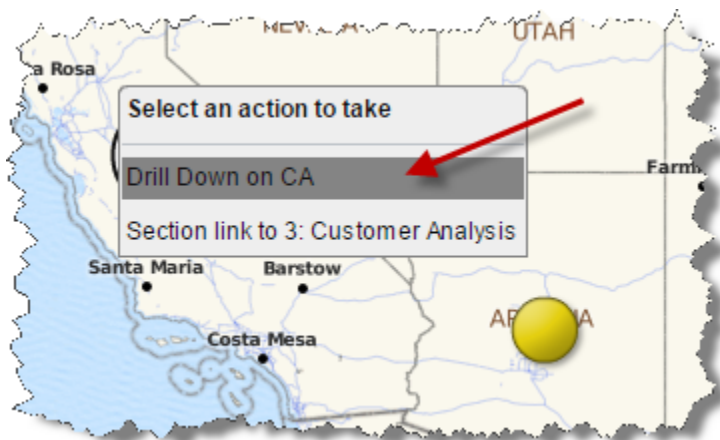 UTAH
a Rosa
Select an action to take
Drill Down on CA
Farm
Section link to 3: Customer Analysis
Santa Maria
Barstow
Costa Mesa